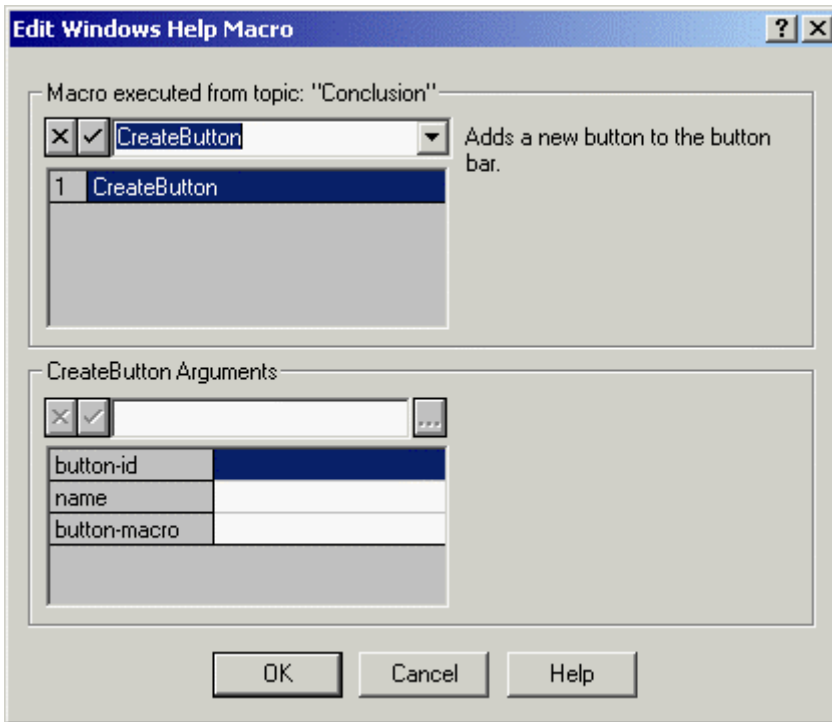 Edit Windows Help Macro
Macro executed from topic: "Conclusion"
CreateButton
Adds a new button to the button
bar.
1 CreateButton
CreateButton Arguments
...
button-id
name
button-macro
OK Cancel Help